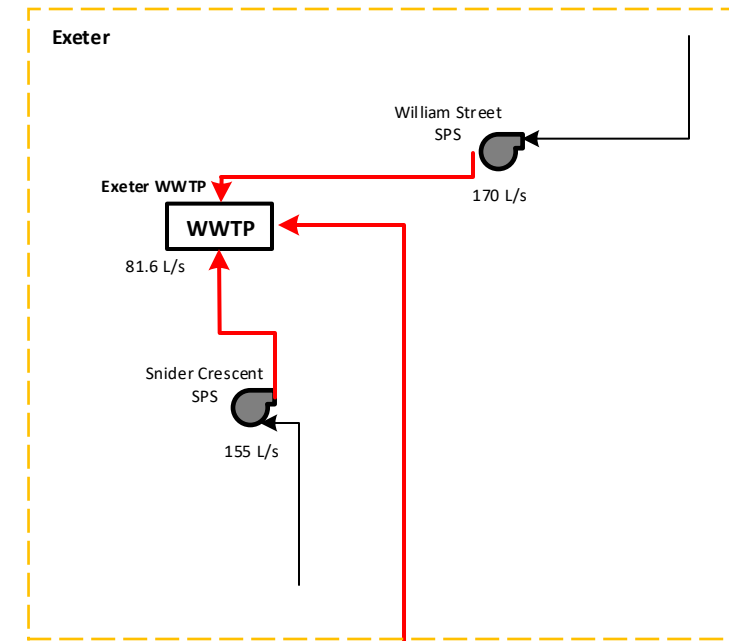 Exeter
William Street
SPS
170 L/s
Exeter WWTP
WWTP
81.6 L/s
Snider Crescent
SPS
155 L/s